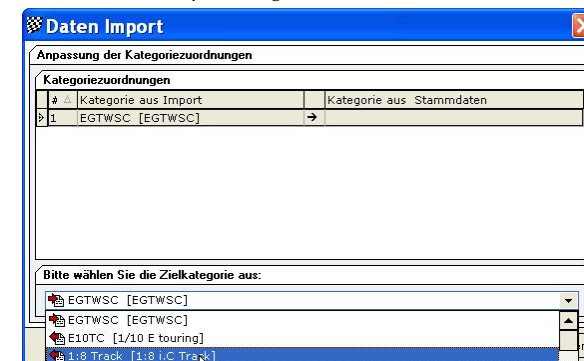 Daten Import
Anpassung der Kategoriezuordnungen
Kategoriezuordnungen
# Kategorie aus Import Kategorie aus Stammdaten
1 EGTWSC [EGTWSC] →
Bitte wählen Sie die Zielkategorie aus:
EGTWSC [EGTWSC]
EGTWSC [EGTWSC]
E10TC [1/10 E touring]
1:8 Track [1:8 i.C Track]